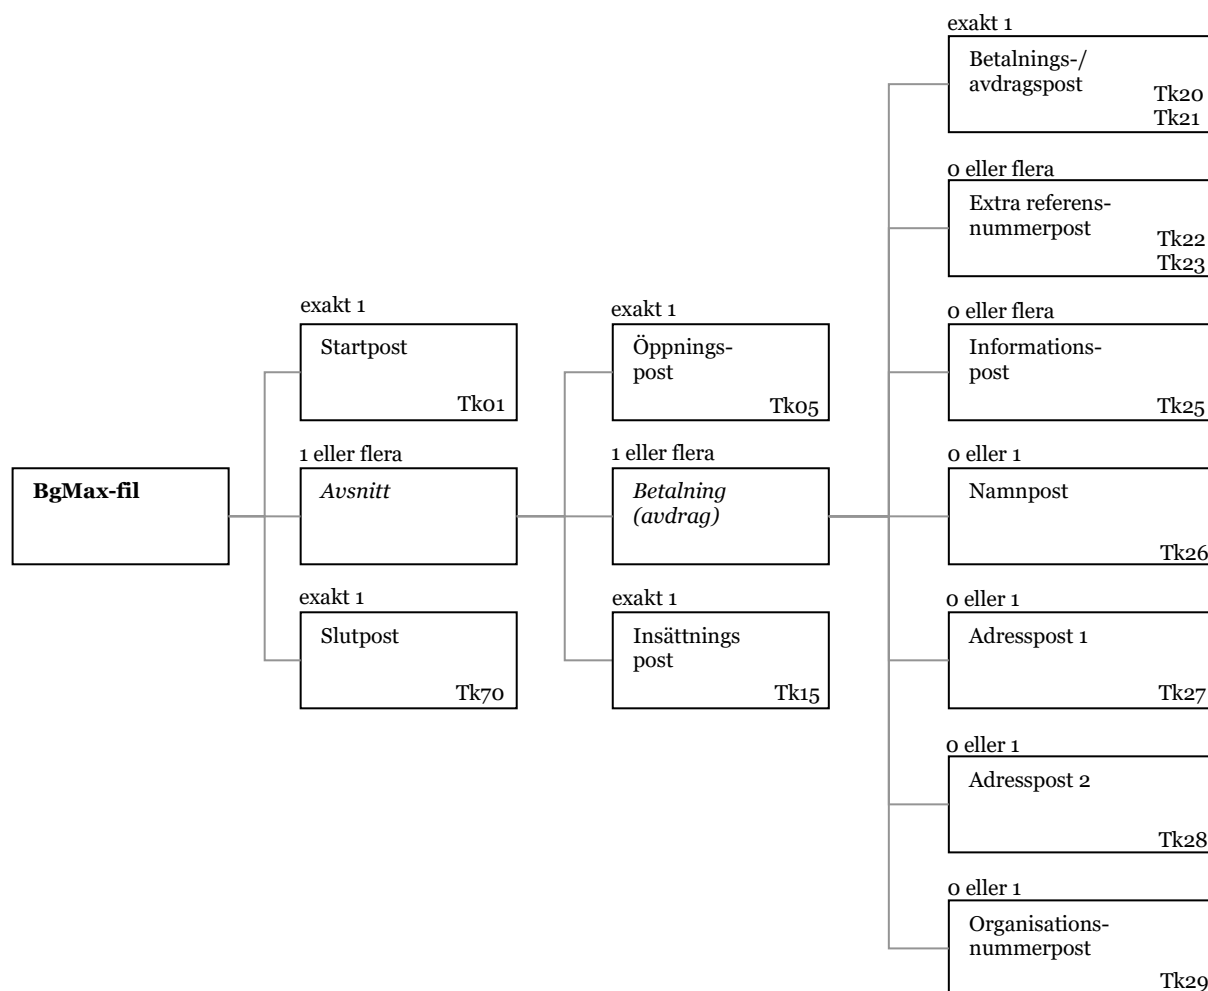 BgMax-fil
exakt 1
Startpost
Tk01
1 eller flera
Avsnitt
exakt 1
Slutpost
Tk70
exakt 1
Öppnings-
post
Tk05
1 eller flera
Betalning
(avdrag)
exakt 1
Insättnings
post
Tk15
exakt 1
Betalnings-/
avdragspost
Tk20
Tk21
0 eller flera
Extra referens-
nummerpost
Tk22
Tk23
0 eller flera
Informations-
post
Tk25
0 eller 1
Namnpost
Tk26
0 eller 1
Adresspost 1
Tk27
0 eller 1
Adresspost 2
Tk28
0 eller 1
Organisations-
nummerpost
Tk29